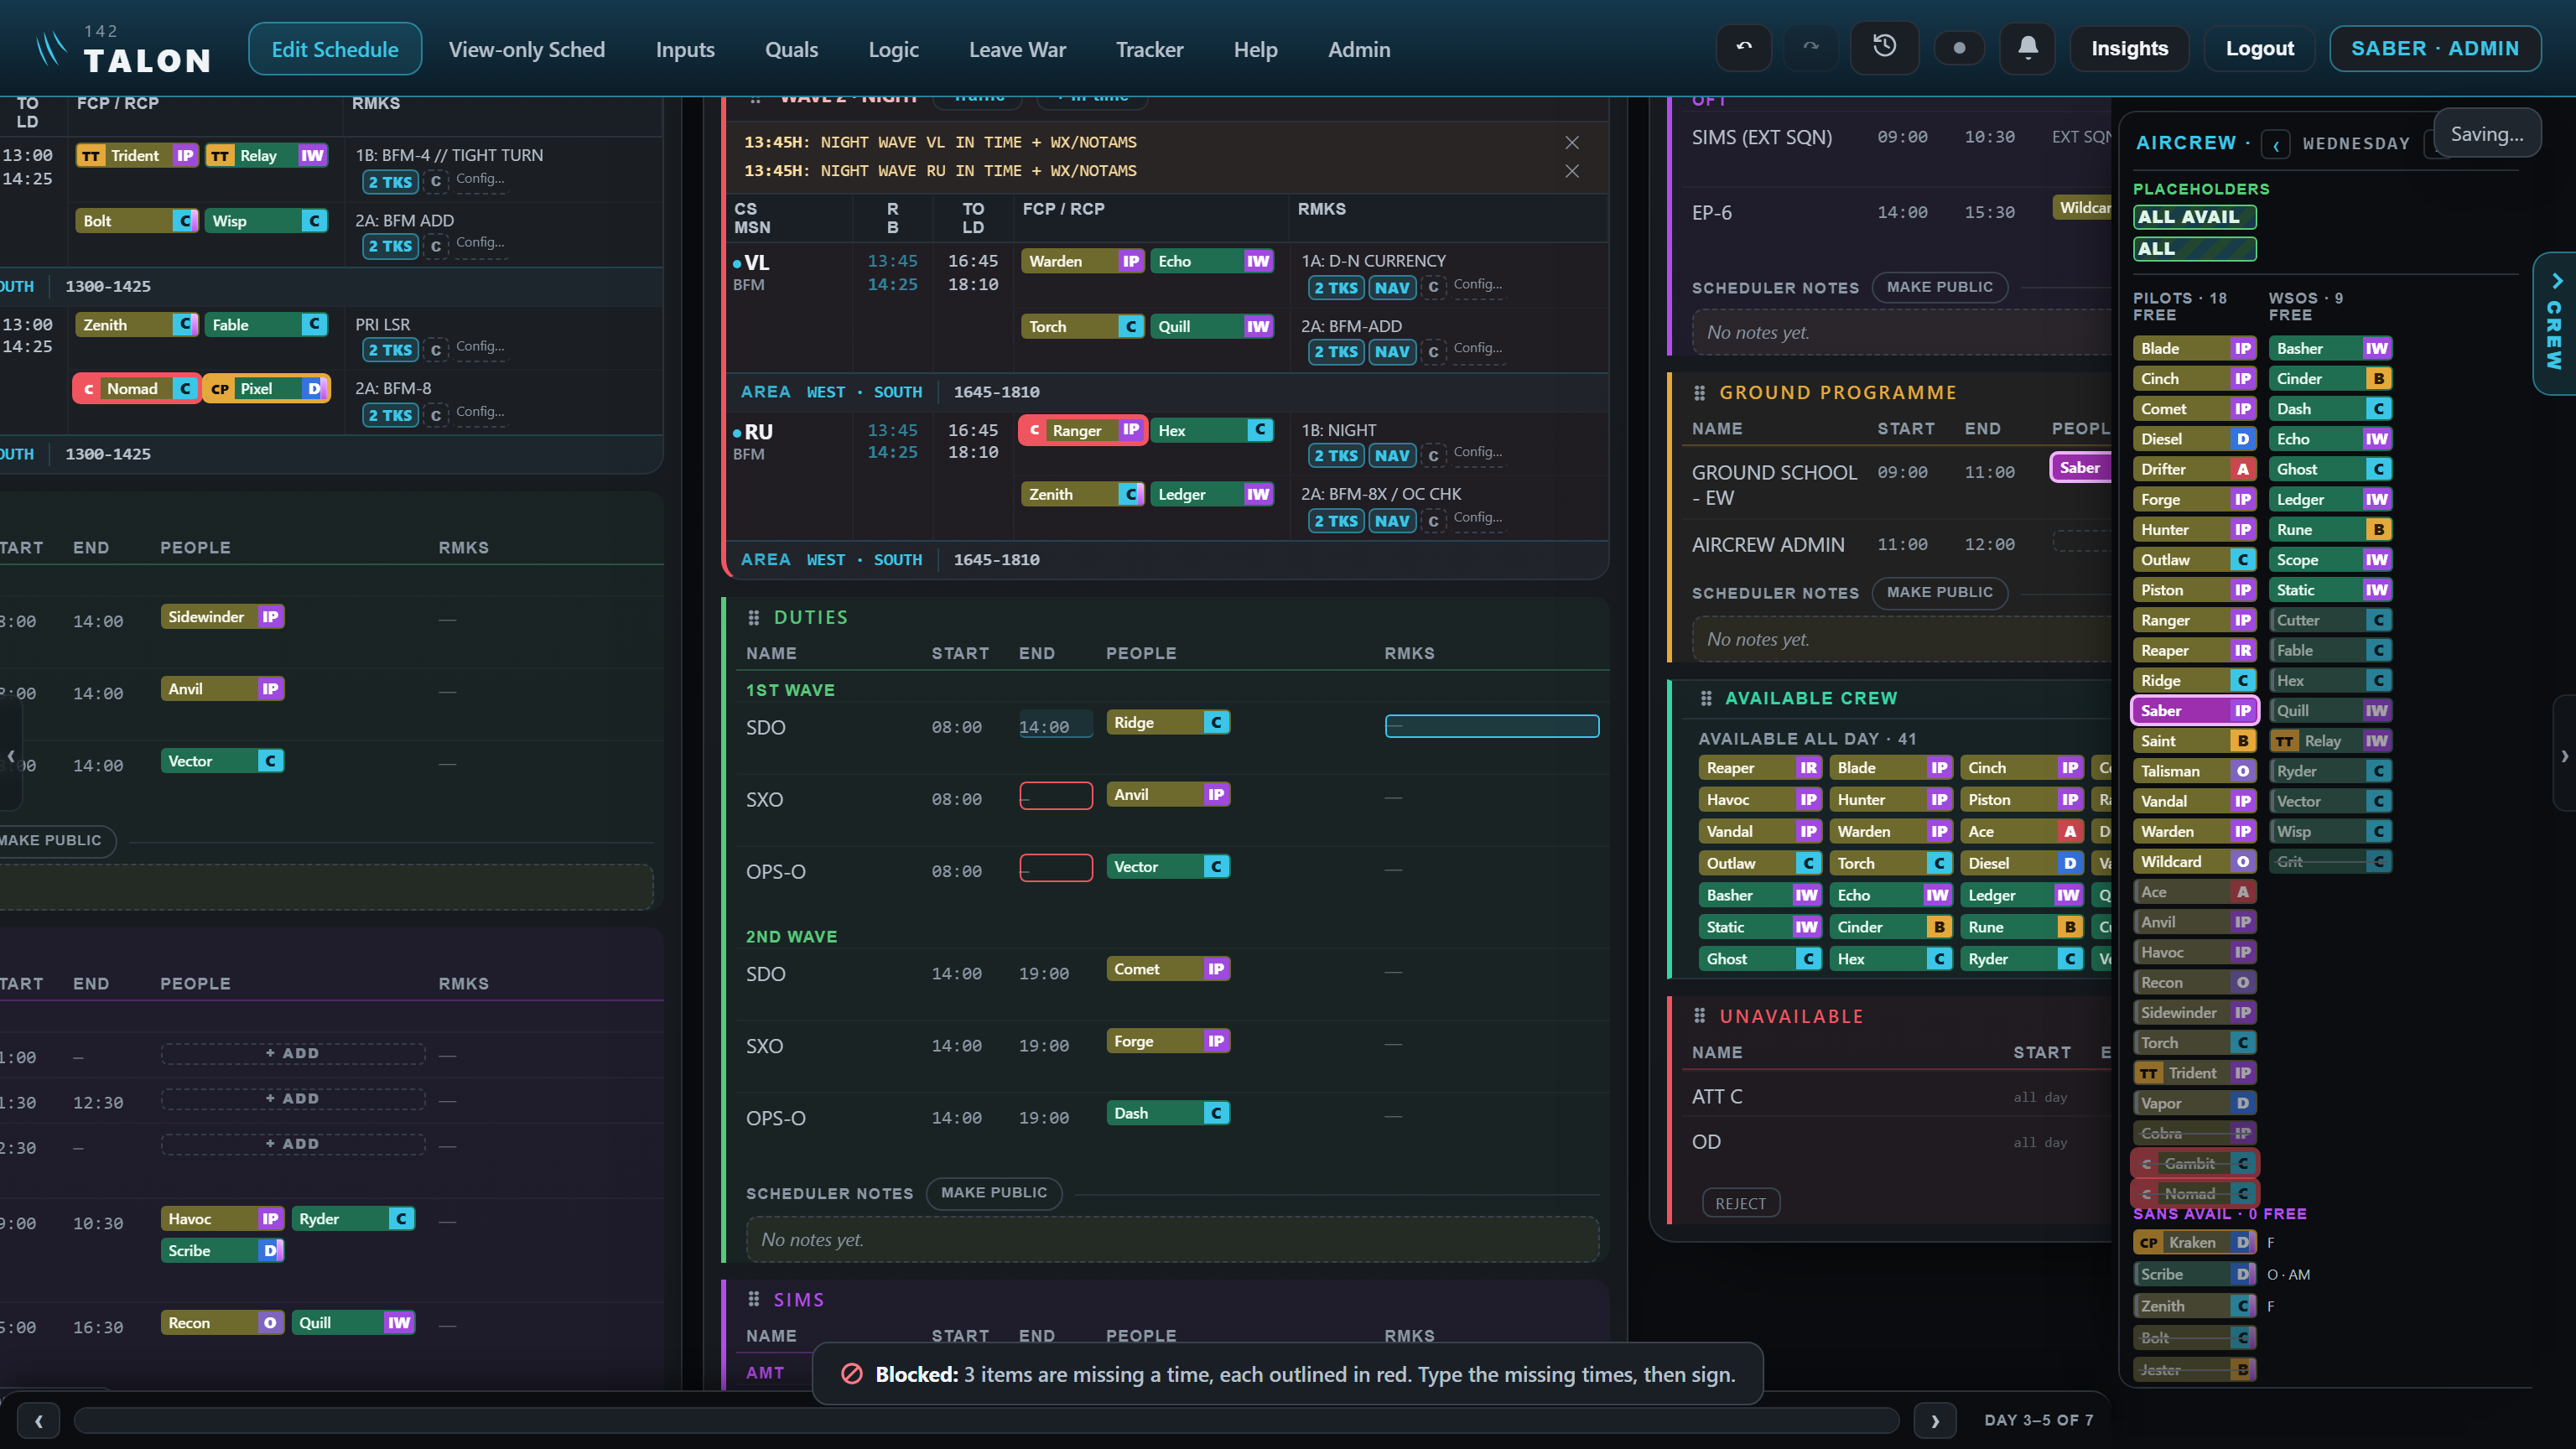 142
TALON
Edit Schedule
View-only Sched
Inputs
Quals
Logic
Leave War
Tracker
Help
Admin
Insights
Logout
SABER · ADMIN
TO
LD
FCP / RCP
RMKS
13:00
14:25
TT Trident IP
TT Relay IW
1B: BFM-4 // TIGHT TURN
2 TKS C Config...
Bolt C
Wisp C
2A: BFM ADD
2 TKS C Config...
OUTH 1300-1425
13:00
14:25
Zenith C
Fable C
PRI LSR
2 TKS C Config...
C Nomad C
CP Pixel D
2A: BFM-8
2 TKS C Config...
OUTH 1300-1425
END
PEOPLE
RMKS
14:00
Sidewinder IP
—
14:00
Anvil IP
—
14:00
Vector C
—
MAKE PUBLIC
END
PEOPLE
RMKS
–
+ ADD
—
12:30
+ ADD
—
–
+ ADD
—
10:30
Havoc IP
Ryder C
—
Scribe D
16:30
Recon O
Quill IW
—
13:45H: NIGHT WAVE VL IN TIME + WX/NOTAMS
13:45H: NIGHT WAVE RU IN TIME + WX/NOTAMS
CS
MSN
R
B
TO
LD
FCP / RCP
RMKS
VL
BFM
13:45
14:25
16:45
18:10
Warden IP
Echo IW
1A: D-N CURRENCY
2 TKS NAV C Config...
Torch C
Quill IW
2A: BFM-ADD
2 TKS NAV C Config...
AREA WEST · SOUTH 1645-1810
RU
BFM
13:45
14:25
16:45
18:10
C Ranger IP
Hex C
1B: NIGHT
2 TKS NAV C Config...
Zenith C
Ledger IW
2A: BFM-8X / OC CHK
2 TKS NAV C Config...
AREA WEST · SOUTH 1645-1810
DUTIES
NAME START END PEOPLE RMKS
1ST WAVE
SDO 08:00 14:00 Ridge C —
SXO 08:00 – Anvil IP —
OPS-O 08:00 – Vector C —
2ND WAVE
SDO 14:00 19:00 Comet IP —
SXO 14:00 19:00 Forge IP —
OPS-O 14:00 19:00 Dash C —
SCHEDULER NOTES MAKE PUBLIC
No notes yet.
SIMS
NAME START END PEOPLE RMKS
AMT
Blocked: 3 items are missing a time, each outlined in red. Type the missing times, then sign.
SIMS (EXT SQN) 09:00 10:30
EP-6 14:00 15:30
SCHEDULER NOTES MAKE PUBLIC
No notes yet.
GROUND PROGRAMME
NAME START END
GROUND SCHOOL
- EW
09:00 11:00 Saber
AIRCREW ADMIN 11:00 12:00
SCHEDULER NOTES MAKE PUBLIC
No notes yet.
AVAILABLE CREW
AVAILABLE ALL DAY · 41
Reaper IR Blade IP Cinch IP
Havoc IP Hunter IP Piston IP
Vandal IP Warden IP Ace A
Outlaw C Torch C Diesel D
Basher IW Echo IW Ledger IW
Static IW Cinder B Rune B
Ghost C Hex C Ryder C
UNAVAILABLE
NAME START
ATT C all day
OD all day
REJECT
DAY 3–5 OF 7
AIRCREW · ‹ WEDNESDAY
Saving...
PLACEHOLDERS
ALL AVAIL
ALL
PILOTS · 18
FREE
WSOS · 9
FREE
Blade IP Basher IW
Cinch IP Cinder B
Comet IP Dash C
Diesel D Echo IW
Drifter A Ghost C
Forge IP Ledger IW
Hunter IP Rune B
Outlaw C Scope IW
Piston IP Static IW
Ranger IP Cutter C
Reaper IR Fable C
Ridge C Hex C
Saber IP Quill IW
Saint B TT Relay IW
Talisman O Ryder C
Vandal IP Vector C
Warden IP Wisp C
Wildcard O Grit C
Ace A
Anvil IP
Havoc IP
Recon O
Sidewinder IP
Torch C
TT Trident IP
Vapor D
Cobra IP
C Gambit C
C Nomad C
SANS AVAIL · 0 FREE
CP Kraken D F
Scribe D O · AM
Zenith C F
Bolt C
Jester B
CREW